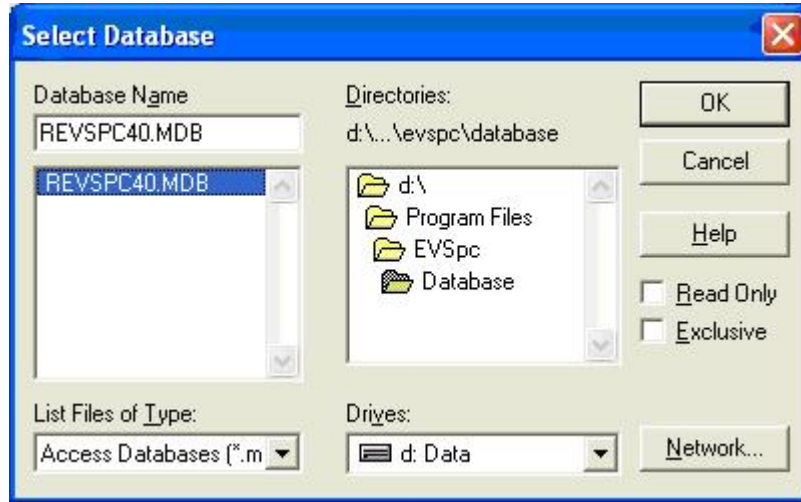 Select Database
Database Name
REVSPC40.MDB
REVSPC40.MDB
List Files of Type:
Access Databases (*.m
Directories:
d:\...\evspc\database
d:\
Program Files
EVSpc
Database
Drives:
d: Data
OK
Cancel
Help
Read Only
Exclusive
Network...